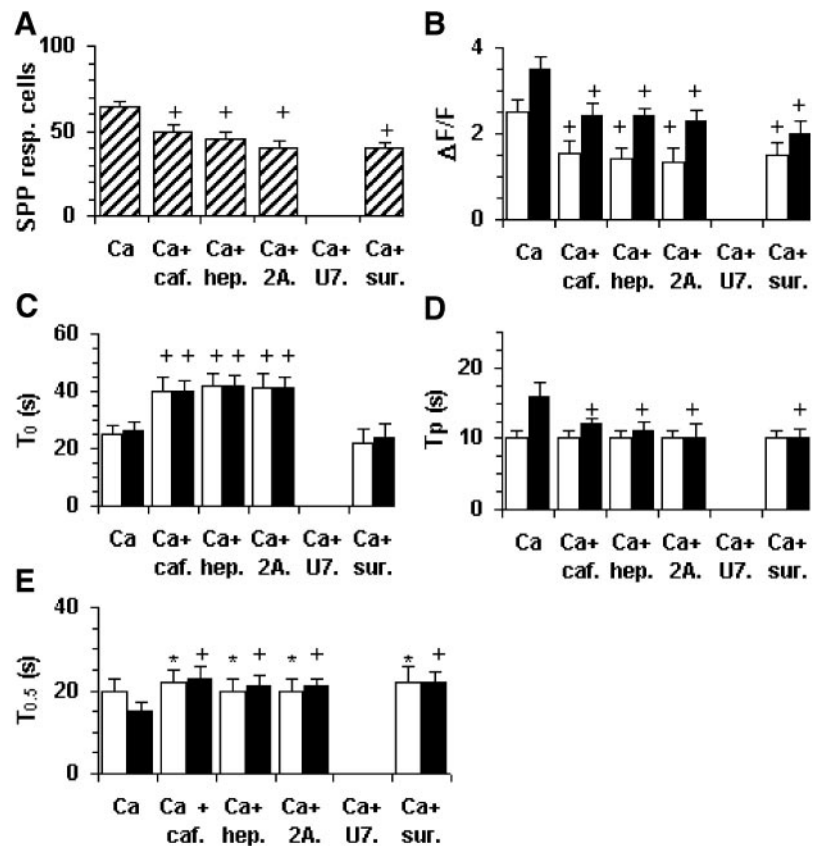 A
SPP resp. cells
100
50
0
+ + + +
Ca Ca+ Ca+ Ca+ Ca+ Ca+
caf. hep. 2A. U7. sur.
B
ΔF/F
4
2
0
+ + + + + + + +
Ca Ca+ Ca+ Ca+ Ca+ Ca+
caf. hep. 2A. U7. sur.
C
T0 (s)
60
40
20
0
+ + + + + +
Ca Ca+ Ca+ Ca+ Ca+ Ca+
caf. hep. 2A. U7. sur.
D
Tp (s)
20
10
0
+ + + +
Ca Ca+ Ca+ Ca+ Ca+ Ca+
caf. hep. 2A. U7. sur.
E
T0.5 (s)
40
20
0
* + * + * + * +
Ca Ca + Ca+ Ca+ Ca+ Ca+
caf. hep. 2A. U7. sur.